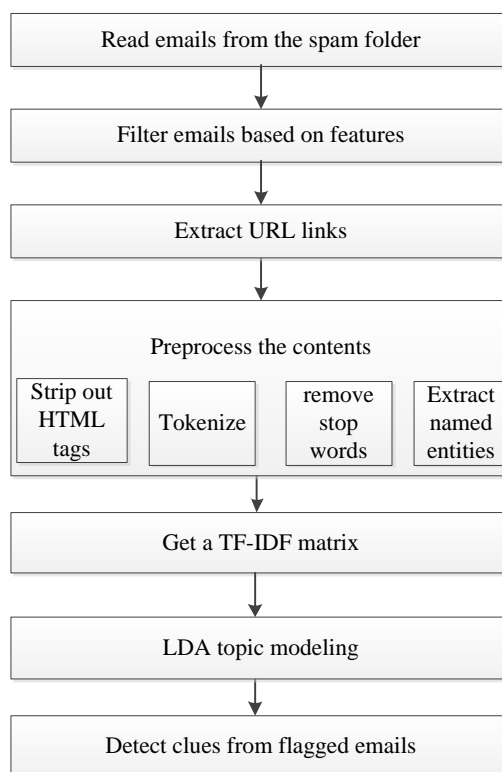 Read emails from the spam folder
Filter emails based on features
Extract URL links
Preprocess the contents
Strip out
HTML
tags
Tokenize
remove
stop
words
Extract
named
entities
Get a TF-IDF matrix
LDA topic modeling
Detect clues from flagged emails